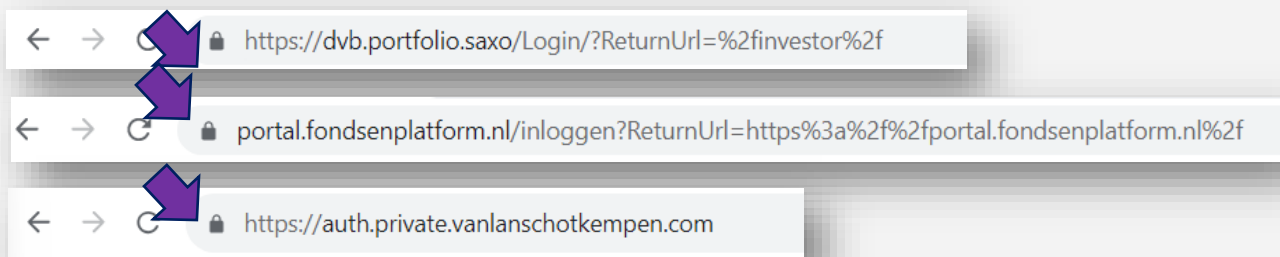 https://dvb.portfolio.saxo/Login/?ReturnUrl=%2finvestor%2f
portal.fondsenplatform.nl/inloggen?ReturnUrl=https%3a%2f%2fportal.fondsenplatform.nl%2f
https://auth.private.vanlanschotkempen.com